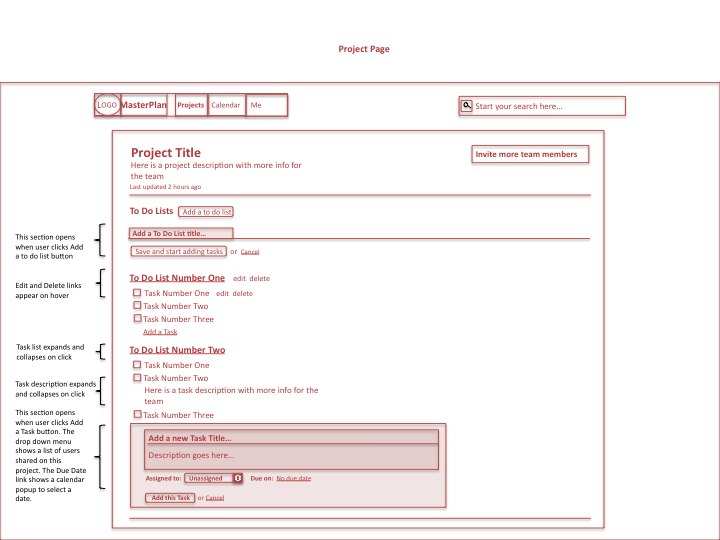 Project Page
LOGO MasterPlan Projects Calendar Me
Start your search here...
Project Title
Here is a project description with more info for
the team
Last updated 2 hours ago
Invite more team members
To Do Lists Add a to do list
Add a To Do List title...
Save and start adding tasks or Cancel
This section opens
when user clicks Add
a to do list button
To Do List Number One edit delete
Task Number One edit delete
Task Number Two
Task Number Three
Add a Task
Edit and Delete links
appear on hover
To Do List Number Two
Task Number One
Task Number Two
Here is a task description with more info for the
team
Task Number Three
Task list expands and
collapses on click
Task description expands
and collapses on click
This section opens
when user clicks Add
a Task button. The
drop down menu
shows a list of users
shared on this
project. The Due Date
link shows a calendar
popup to select a
date.
Add a new Task Title...
Description goes here...
Assigned to: Unassigned Due on: No due date
Add this Task or Cancel